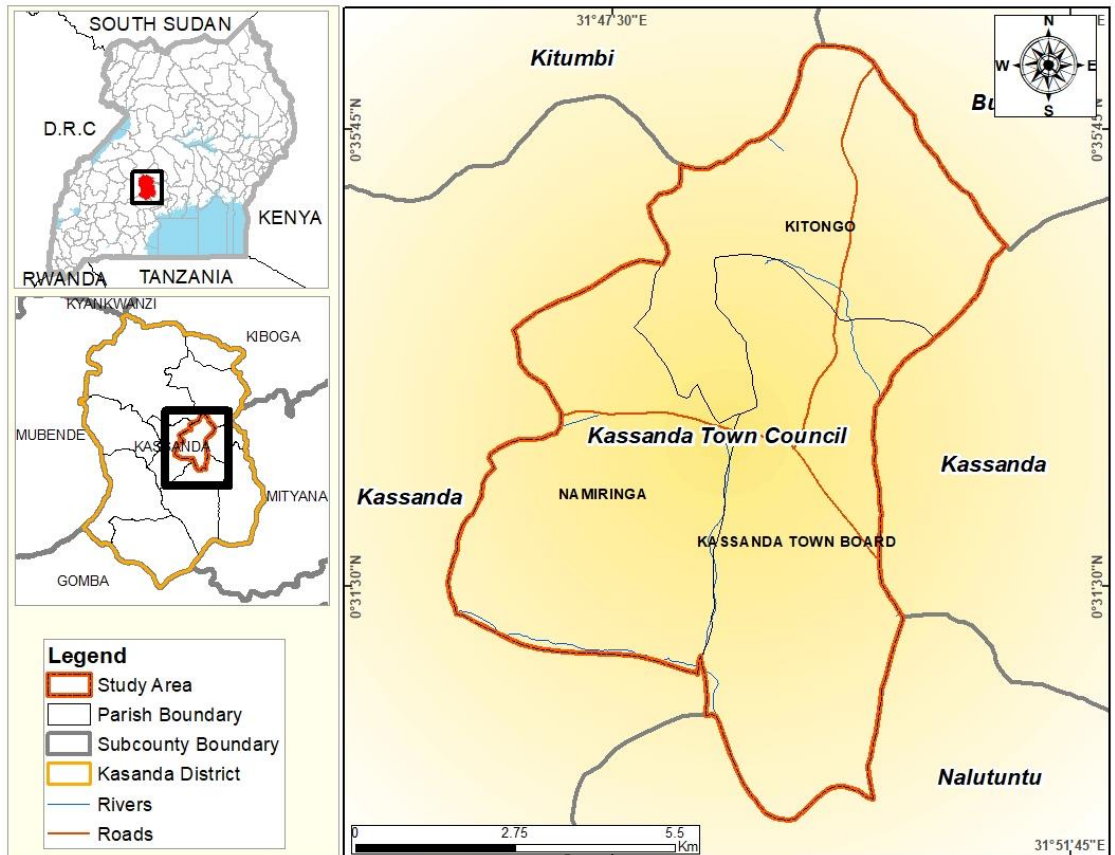 SOUTH SUDAN
D.R.C
KENYA
RWANDA
TANZANIA
KYANKWANZI
KIBOGA
MUBENDE
KASSANDA
MITYANA
GOMBA
Legend
Study Area
Parish Boundary
Subcounty Boundary
Kasanda District
Rivers
Roads
31°47'30"E
N
W
E
S
Kitumbi
Bu
0°35'45"N
0°35'45"N
KITONGO
Kassanda Town Council
Kassanda
Kassanda
NAMIRINGA
KASSANDA TOWN BOARD
0°31'30"N
0°31'30"N
Nalutuntu
0 2.75 5.5
Km
31°51'45"E